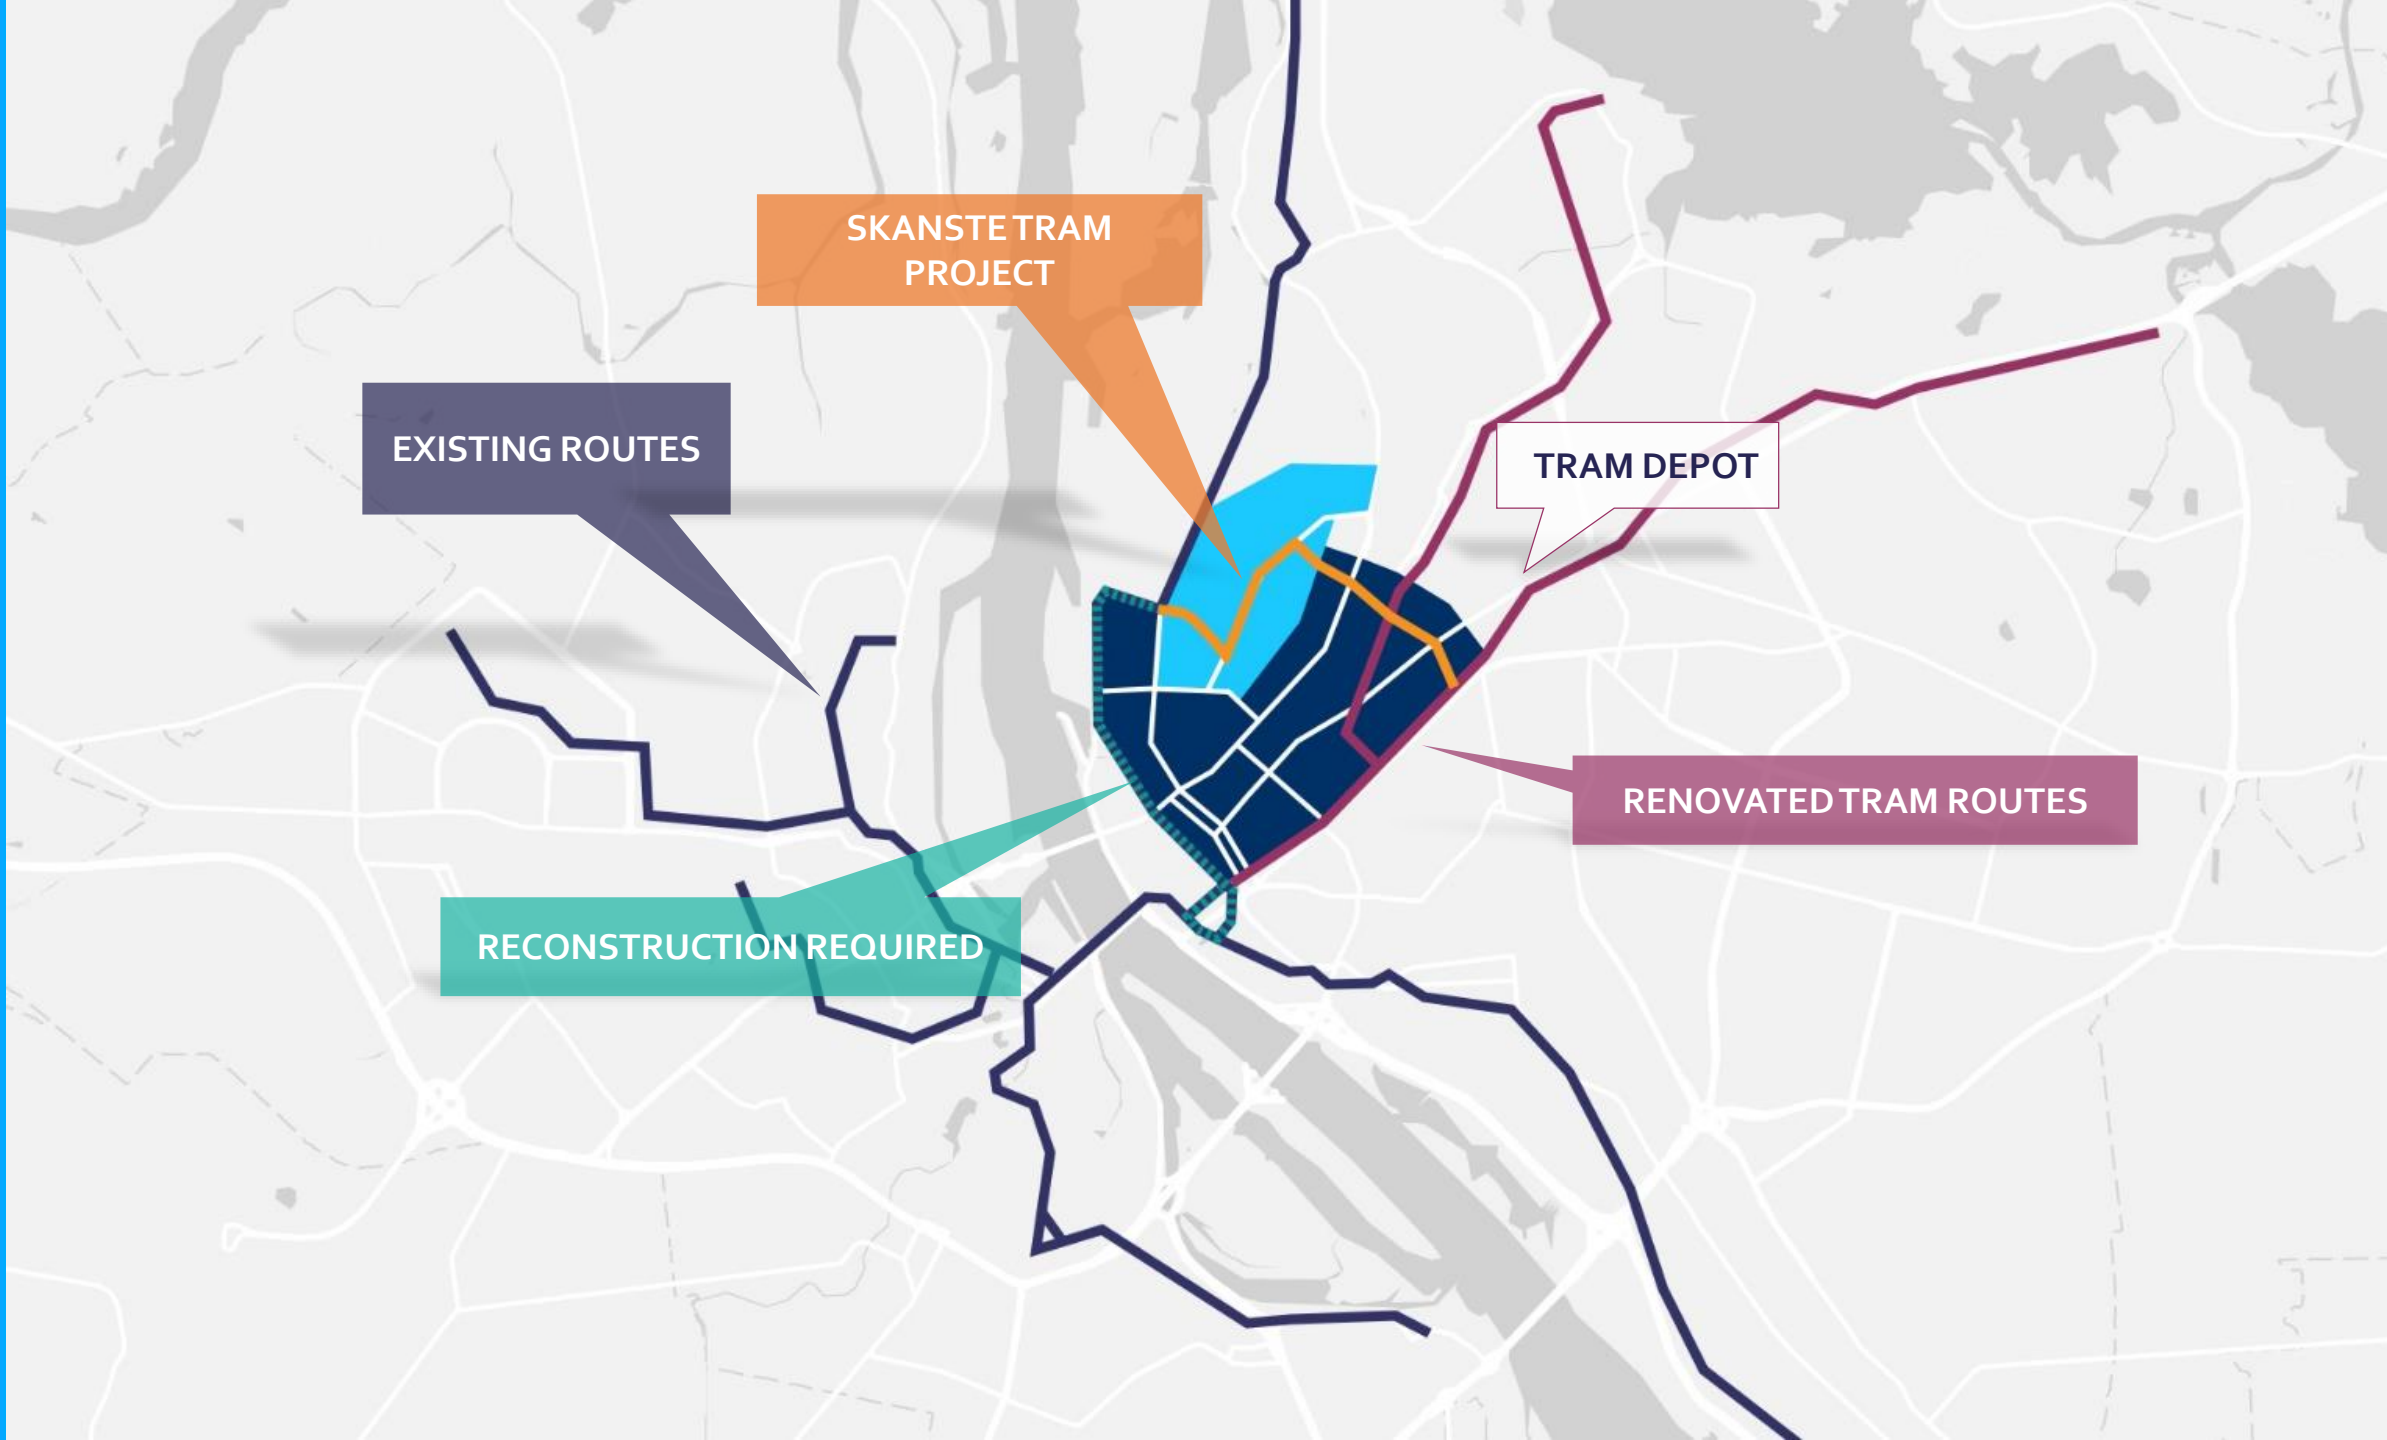 SKANSTE TRAM
PROJECT
EXISTING ROUTES
TRAM DEPOT
RENOVATED TRAM ROUTES
RECONSTRUCTION REQUIRED